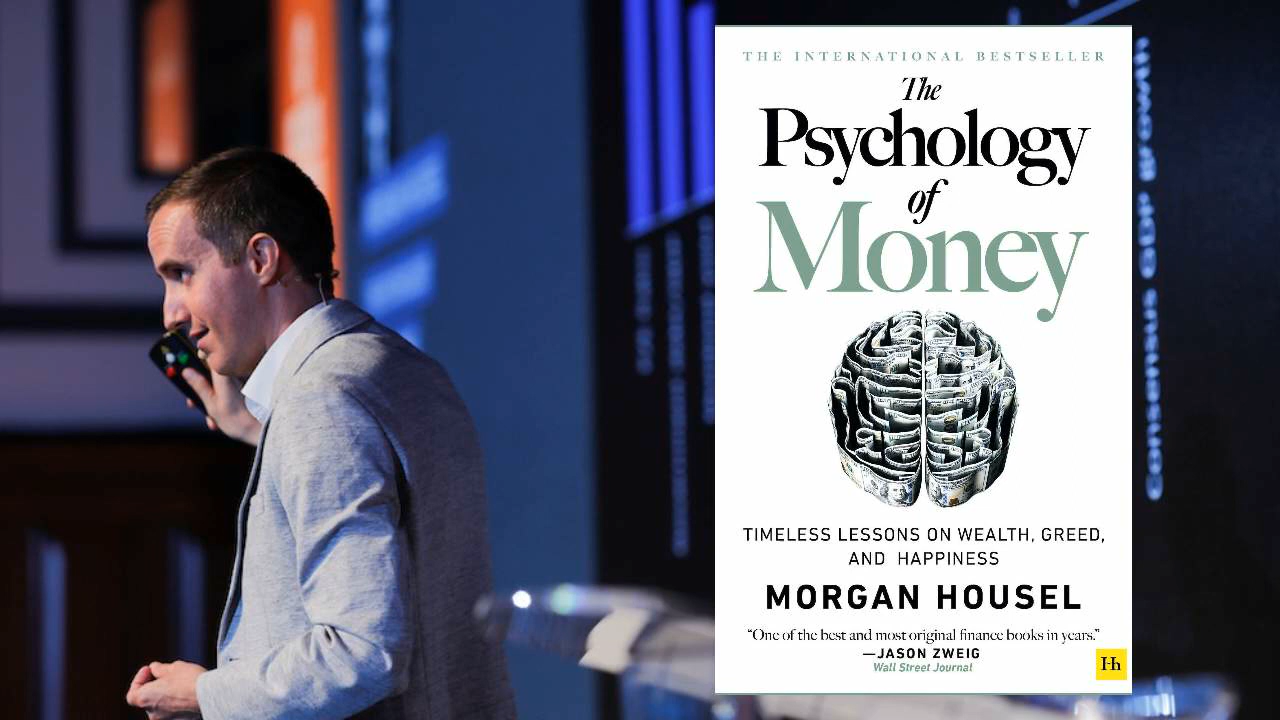 THE INTERNATIONAL BESTSELLER
The
Psychology
of
Money
TIMELESS LESSONS ON WEALTH, GREED,
AND HAPPINESS
MORGAN HOUSEL
“One of the best and most original finance books in years.”
—JASON ZWEIG
Wall Street Journal
Hh